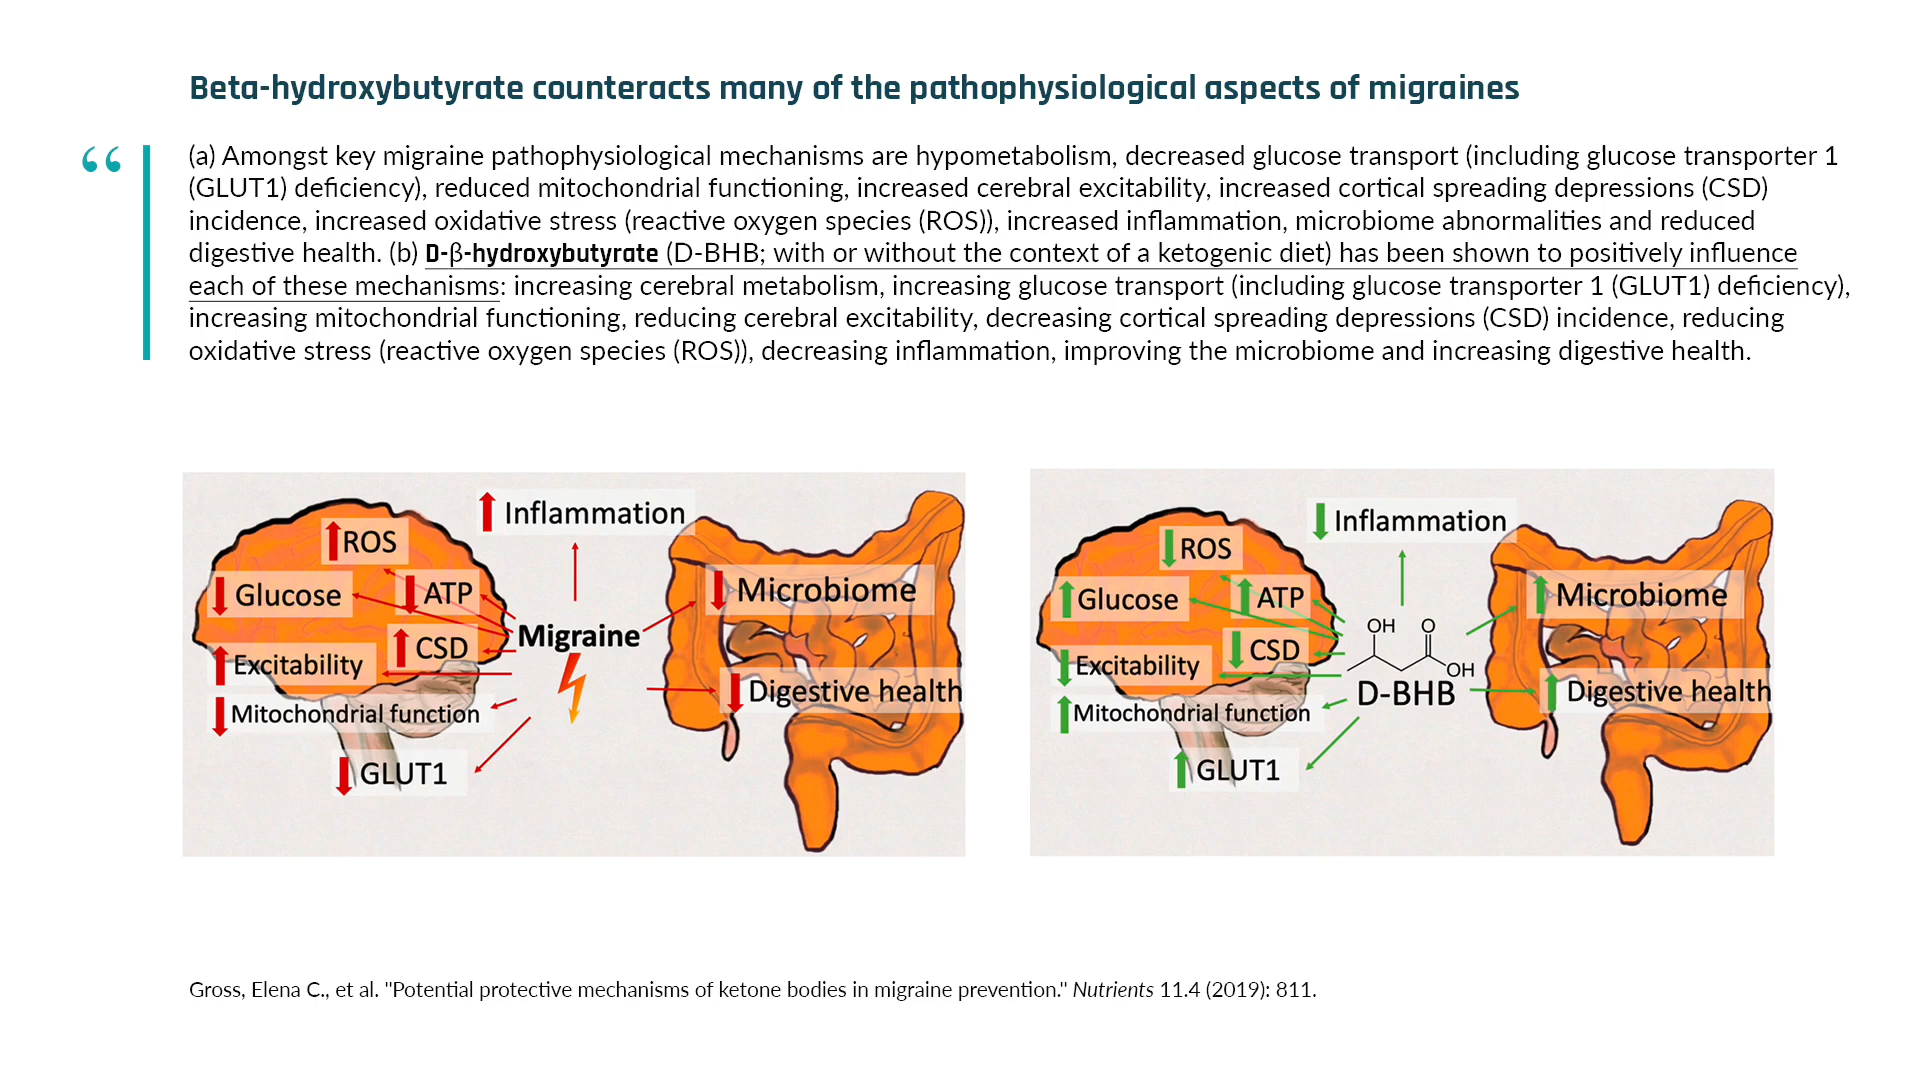 Beta-hydroxybutyrate counteracts many of the pathophysiological aspects of migraines
“
(a) Amongst key migraine pathophysiological mechanisms are hypometabolism, decreased glucose transport (including glucose transporter 1
(GLUT1) deficiency), reduced mitochondrial functioning, increased cerebral excitability, increased cortical spreading depressions (CSD)
incidence, increased oxidative stress (reactive oxygen species (ROS)), increased inflammation, microbiome abnormalities and reduced
digestive health. (b) D-β-hydroxybutyrate (D-BHB; with or without the context of a ketogenic diet) has been shown to positively influence
each of these mechanisms: increasing cerebral metabolism, increasing glucose transport (including glucose transporter 1 (GLUT1) deficiency),
increasing mitochondrial functioning, reducing cerebral excitability, decreasing cortical spreading depressions (CSD) incidence, reducing
oxidative stress (reactive oxygen species (ROS)), decreasing inflammation, improving the microbiome and increasing digestive health.
Inflammation
ROS
Glucose
ATP
Microbiome
Migraine
CSD
Excitability
Digestive health
Mitochondrial function
GLUT1
Inflammation
ROS
Glucose
ATP
Microbiome
OH
O
OH
CSD
Excitability
D-BHB
Digestive health
Mitochondrial function
GLUT1
Gross, Elena C., et al. "Potential protective mechanisms of ketone bodies in migraine prevention." Nutrients 11.4 (2019): 811.